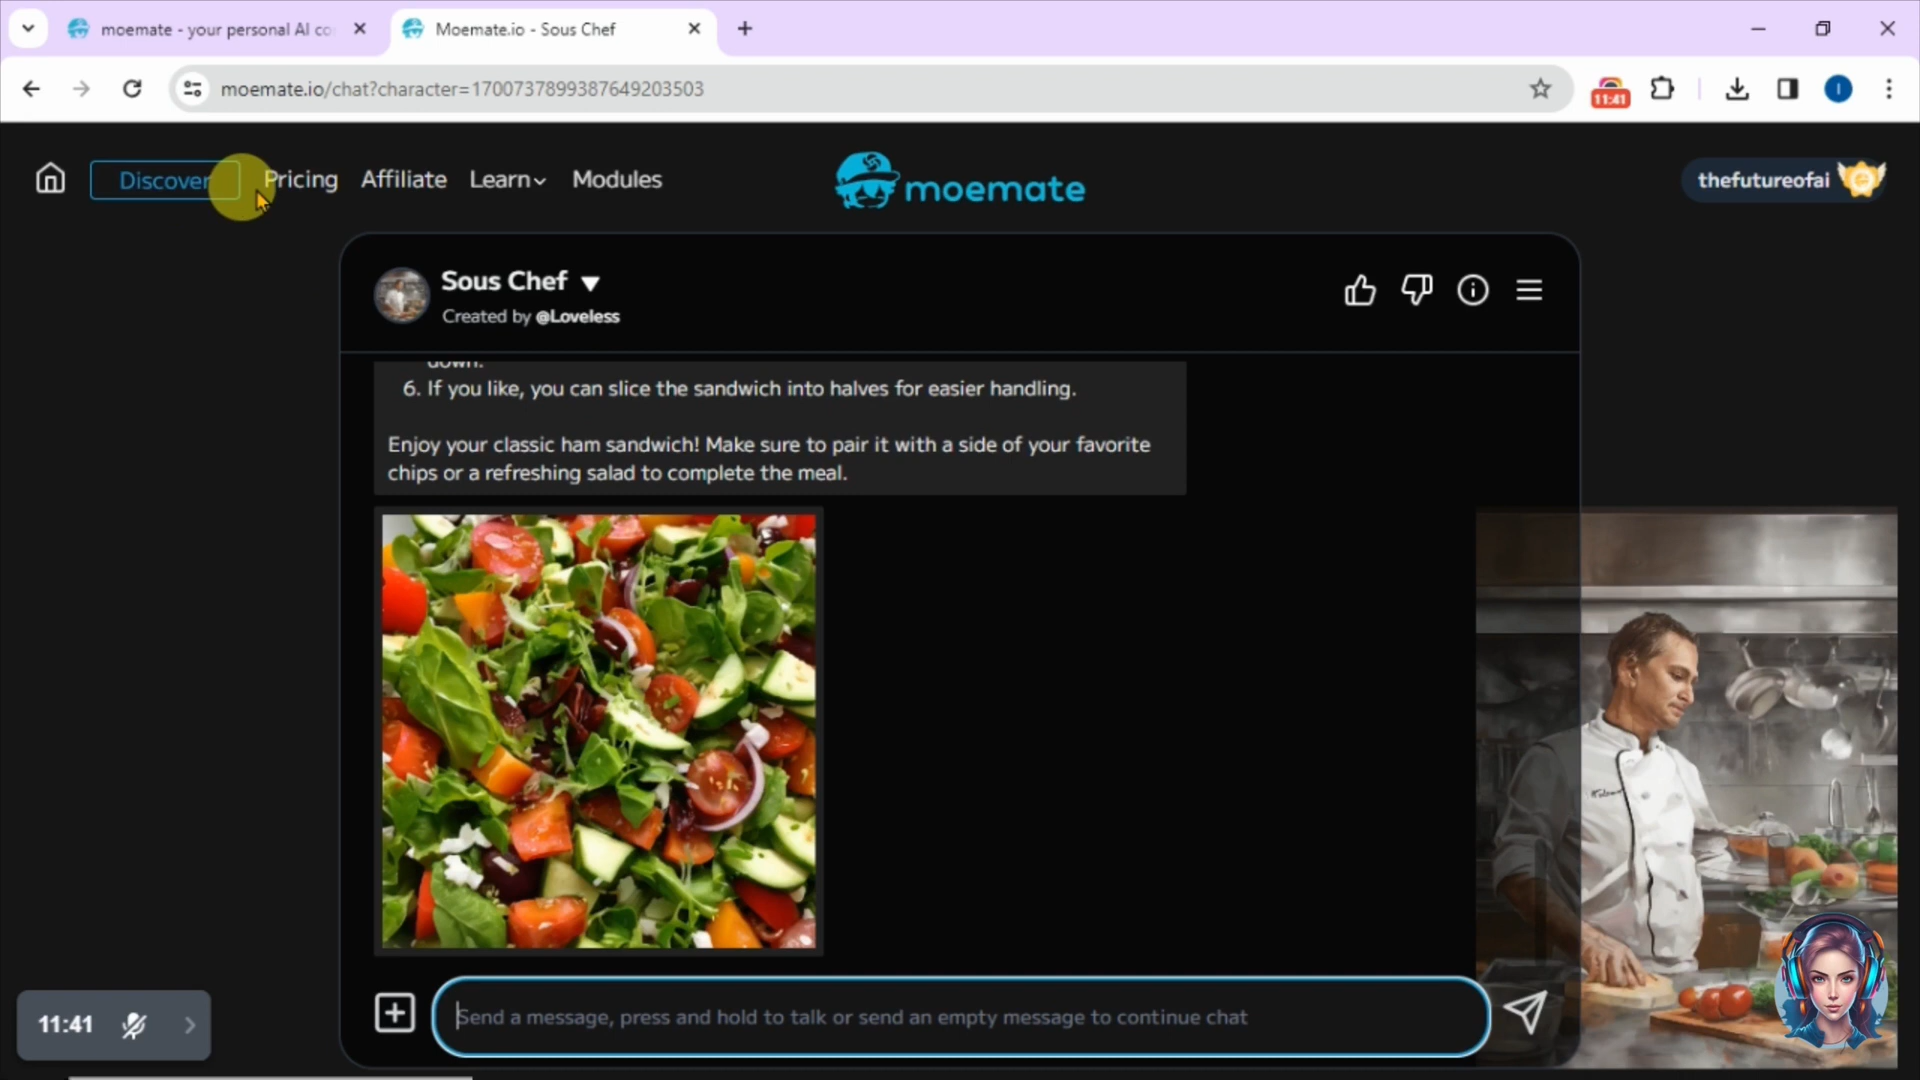 moemate - your personal AI co
Moemate.io - Sous Chef
moemate.io/chat?character=1700737899387649203503
11:41
I
Discover
Pricing
Affiliate
Learn
Modules
moemate
thefutureofai
Sous Chef
Created by @Loveless
down.
6. If you like, you can slice the sandwich into halves for easier handling.
Enjoy your classic ham sandwich! Make sure to pair it with a side of your favorite
chips or a refreshing salad to complete the meal.
Send a message, press and hold to talk or send an empty message to continue chat
11:41